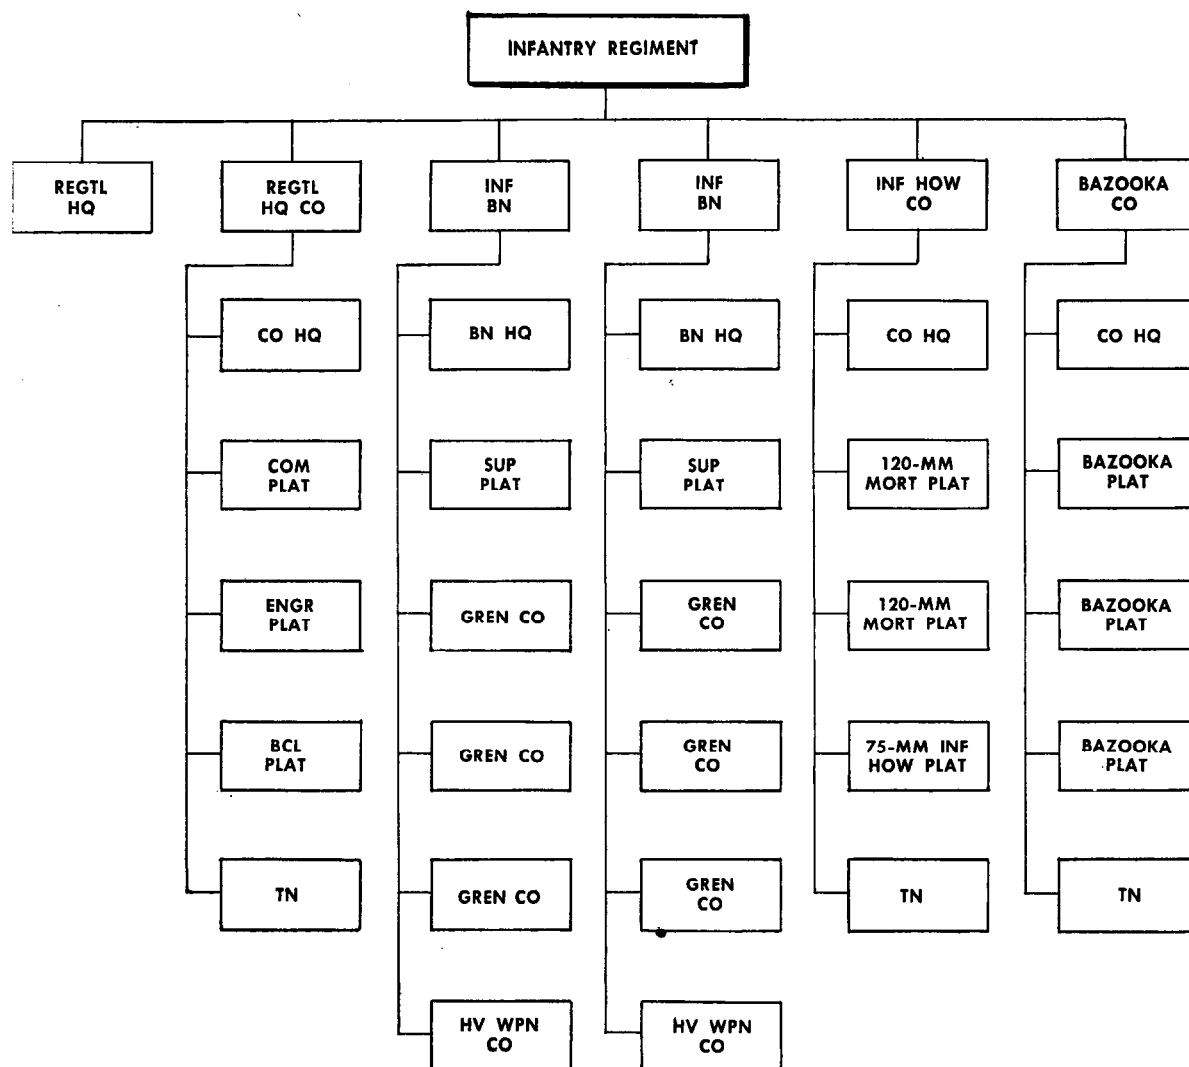 INFANTRY REGIMENT
REGTL
HQ
REGTL
HQ CO
INF
BN
INF
BN
INF HOW
CO
BAZOOKA
CO
CO HQ
BN HQ
BN HQ
CO HQ
CO HQ
COM
PLAT
SUP
PLAT
SUP
PLAT
120-MM
MORT PLAT
BAZOOKA
PLAT
ENGR
PLAT
GREN CO
GREN
CO
120-MM
MORT PLAT
BAZOOKA
PLAT
BCL
PLAT
GREN CO
GREN
CO
75-MM INF
HOW PLAT
BAZOOKA
PLAT
TN
GREN CO
GREN
CO
TN
TN
HV WPN
CO
HV WPN
CO